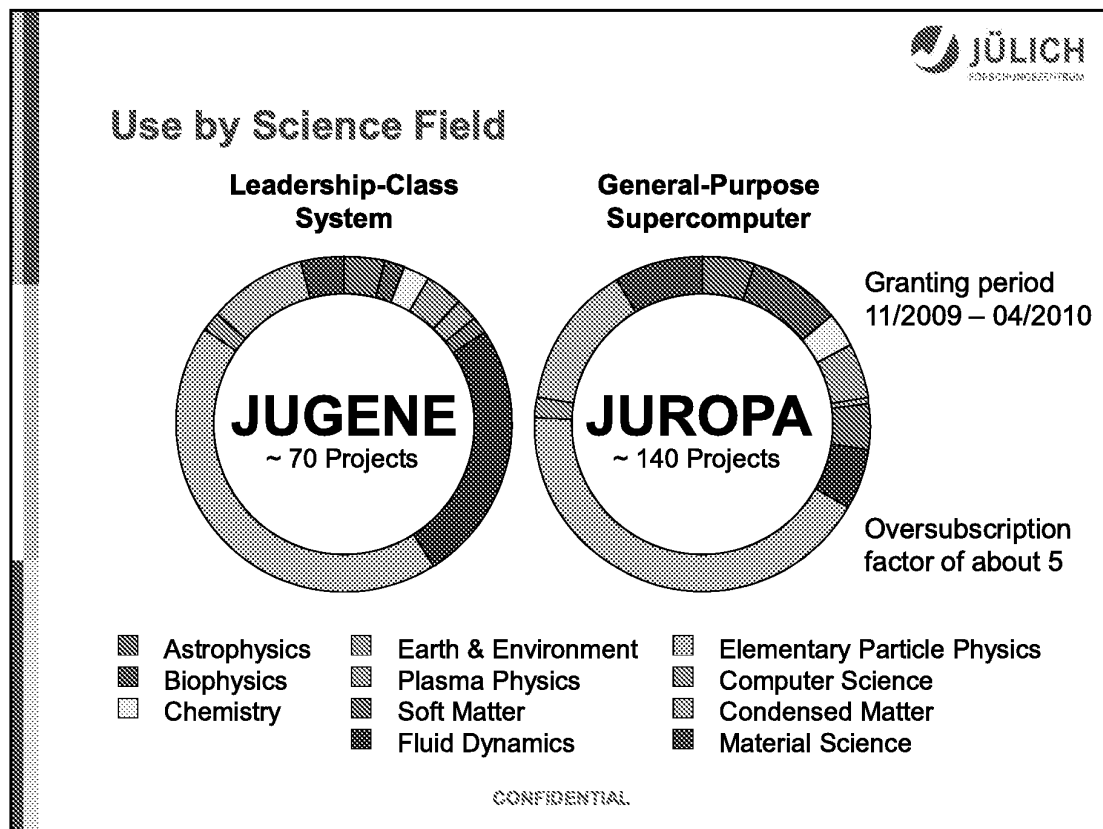 JÜLICH
FORSCHUNGSZENTRUM
Use by Science Field
Leadership-Class
System
General-Purpose
Supercomputer
Granting period
11/2009 – 04/2010
JUGENE
~ 70 Projects
JUROPA
~ 140 Projects
Oversubscription
factor of about 5
Astrophysics
Biophysics
Chemistry
Earth & Environment
Plasma Physics
Soft Matter
Fluid Dynamics
Elementary Particle Physics
Computer Science
Condensed Matter
Material Science
CONFIDENTIAL